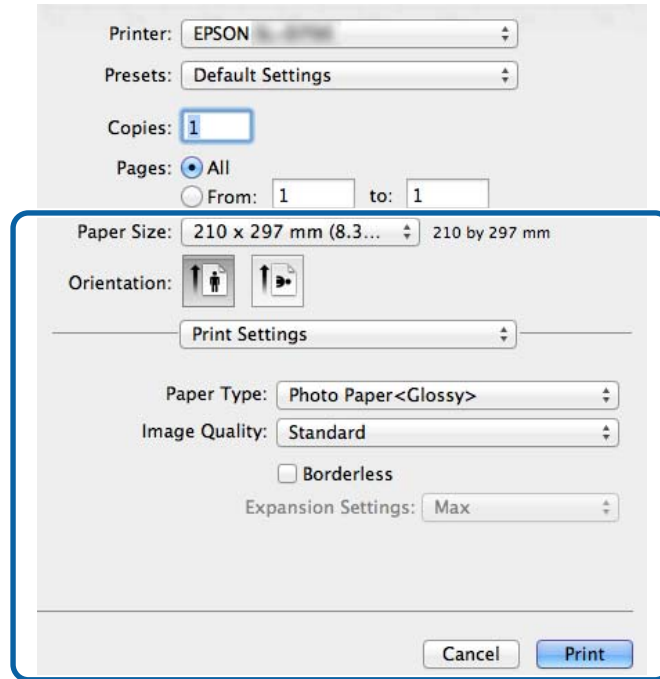 Printer: EPSON
Presets: Default Settings
Copies: 1
Pages: All
From: 1 to: 1
Paper Size: 210 x 297 mm (8.3... 210 by 297 mm
Orientation:
Print Settings
Paper Type: Photo Paper<Glossy>
Image Quality: Standard
Borderless
Expansion Settings: Max
Cancel Print